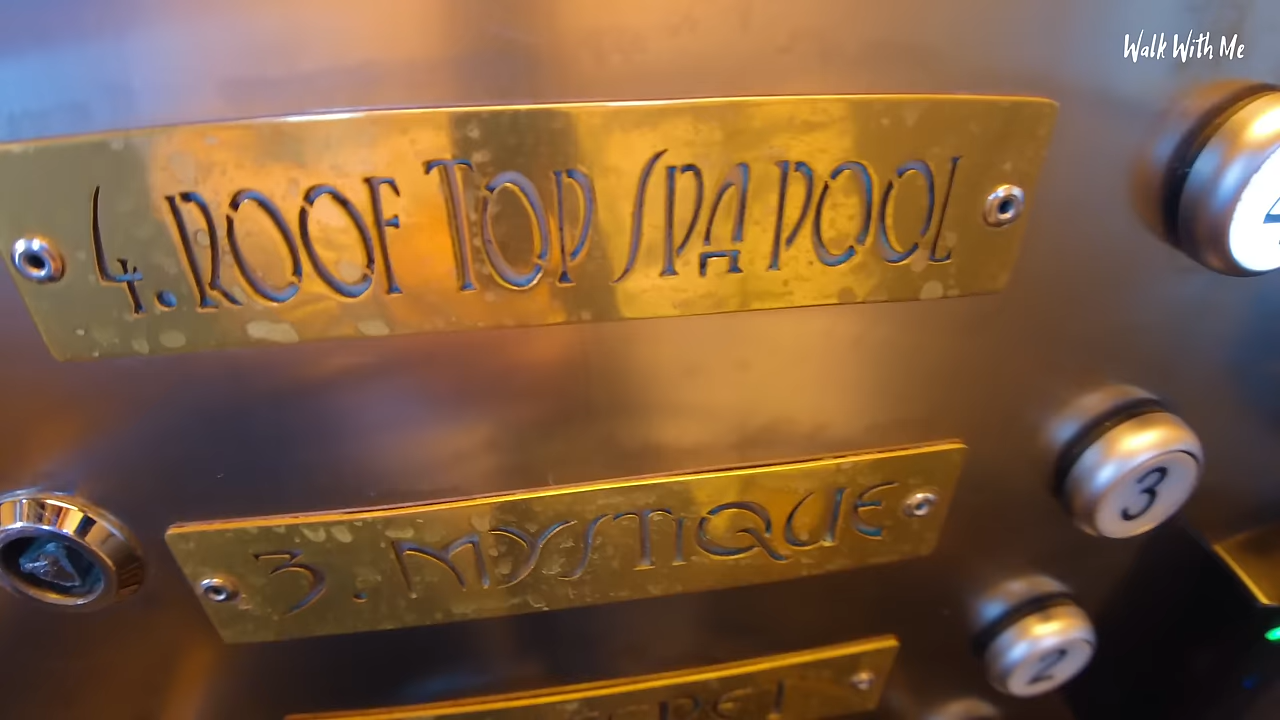 Walk With Me
4. ROOF TOP SPA POOL
4
3. MYSTIQUE
3
2